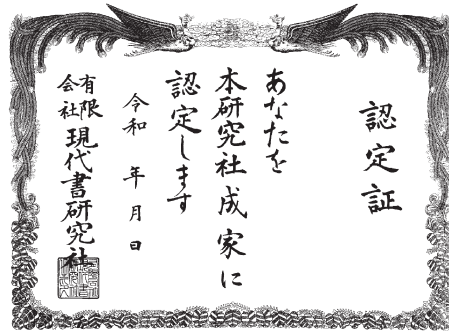 認定証
あなたを
本研究社成家に
認定します
令和　年　月　日
有限会社
現代書研究社